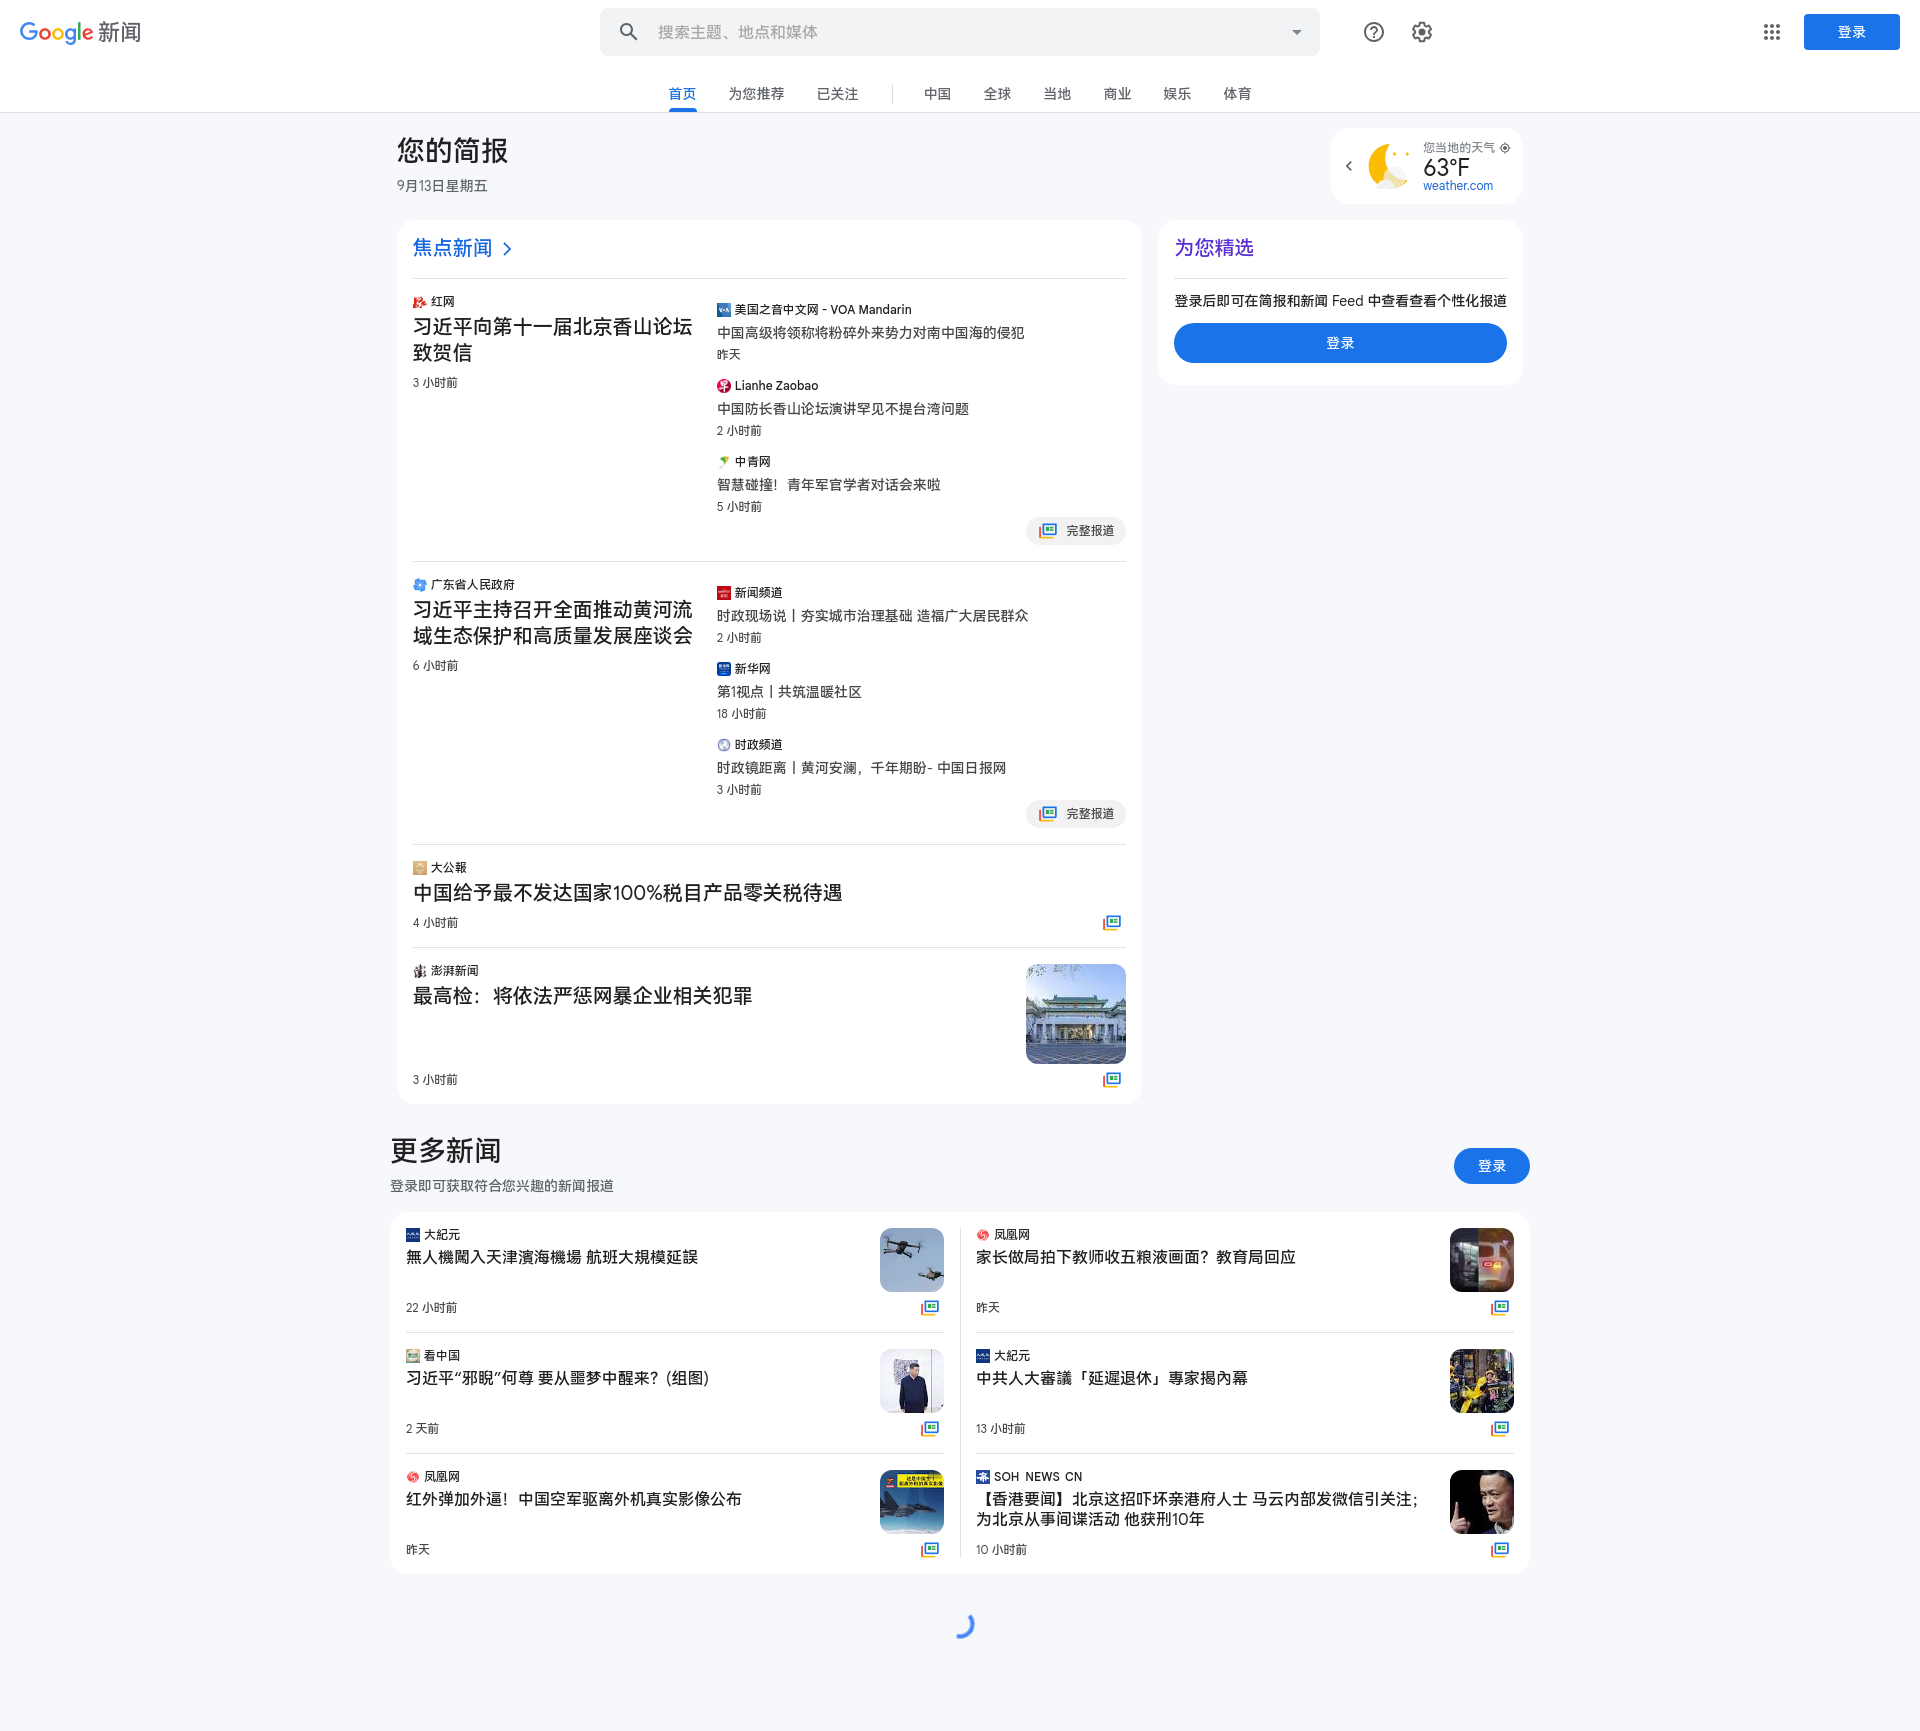 Google 新闻
搜索主题、地点和媒体
登录
首页
为您推荐
已关注
中国
全球
当地
商业
娱乐
体育
您的简报
9月13日星期五
您当地的天气
63°F
weather.com
焦点新闻
红网
习近平向第十一届北京香山论坛
致贺信
3 小时前
美国之音中文网 - VOA Mandarin
中国高级将领称将粉碎外来势力对南中国海的侵犯
昨天
Lianhe Zaobao
中国防长香山论坛演讲罕见不提台湾问题
2 小时前
中青网
智慧碰撞！青年军官学者对话会来啦
5 小时前
完整报道
广东省人民政府
习近平主持召开全面推动黄河流
域生态保护和高质量发展座谈会
6 小时前
新闻频道
时政现场说丨夯实城市治理基础 造福广大居民群众
2 小时前
新华网
第1视点丨共筑温暖社区
18 小时前
时政频道
时政镜距离丨黄河安澜，千年期盼- 中国日报网
3 小时前
完整报道
大公報
中国给予最不发达国家100%税目产品零关税待遇
4 小时前
澎湃新闻
最高检：将依法严惩网暴企业相关犯罪
3 小时前
为您精选
登录后即可在简报和新闻 Feed 中查看查看个性化报道
登录
更多新闻
登录即可获取符合您兴趣的新闻报道
登录
大紀元
無人機闖入天津濱海機場 航班大規模延誤
22 小时前
凤凰网
家长做局拍下教师收五粮液画面？教育局回应
昨天
看中国
习近平“邪睨”何尊 要从噩梦中醒来？(组图)
2 天前
大紀元
中共人大審議「延遲退休」專家揭內幕
13 小时前
凤凰网
红外弹加外逼！中国空军驱离外机真实影像公布
昨天
SOH NEWS CN
【香港要闻】北京这招吓坏亲港府人士 马云内部发微信引关注；
为北京从事间谍活动 他获刑10年
10 小时前